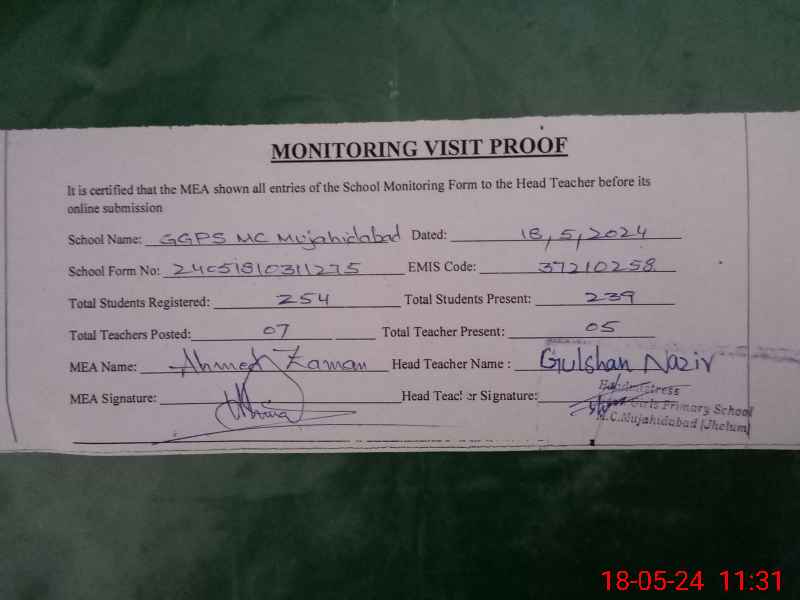 MONITORING VISIT PROOF
It is certified that the MEA shown all entries of the School Monitoring Form to the Head Teacher before its
online submission
School Name: GGPS MC Mujahidabad Dated: 18, 5, 2024
School Form No: 24051810311275 EMIS Code: 37210258
Total Students Registered: 254 Total Students Present: 239
Total Teachers Posted: 07 Total Teacher Present: 05
MEA Name: Ahmed Zaman Head Teacher Name : Gulshan Nazir
MEA Signature: Head Teacher Signature:
Headmistress
Girls Primary School
M.C.Mujahidabad (Jhelum)
18-05-24 11:31